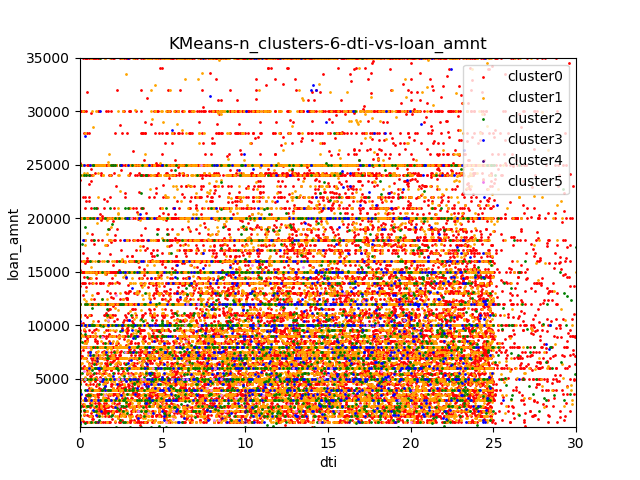 KMeans-n_clusters-6-dti-vs-loan_amnt
35000
30000
25000
20000
15000
10000
5000
loan_amnt
cluster0
cluster1
cluster2
cluster3
cluster4
cluster5
0 5 10 15 20 25 30
dti